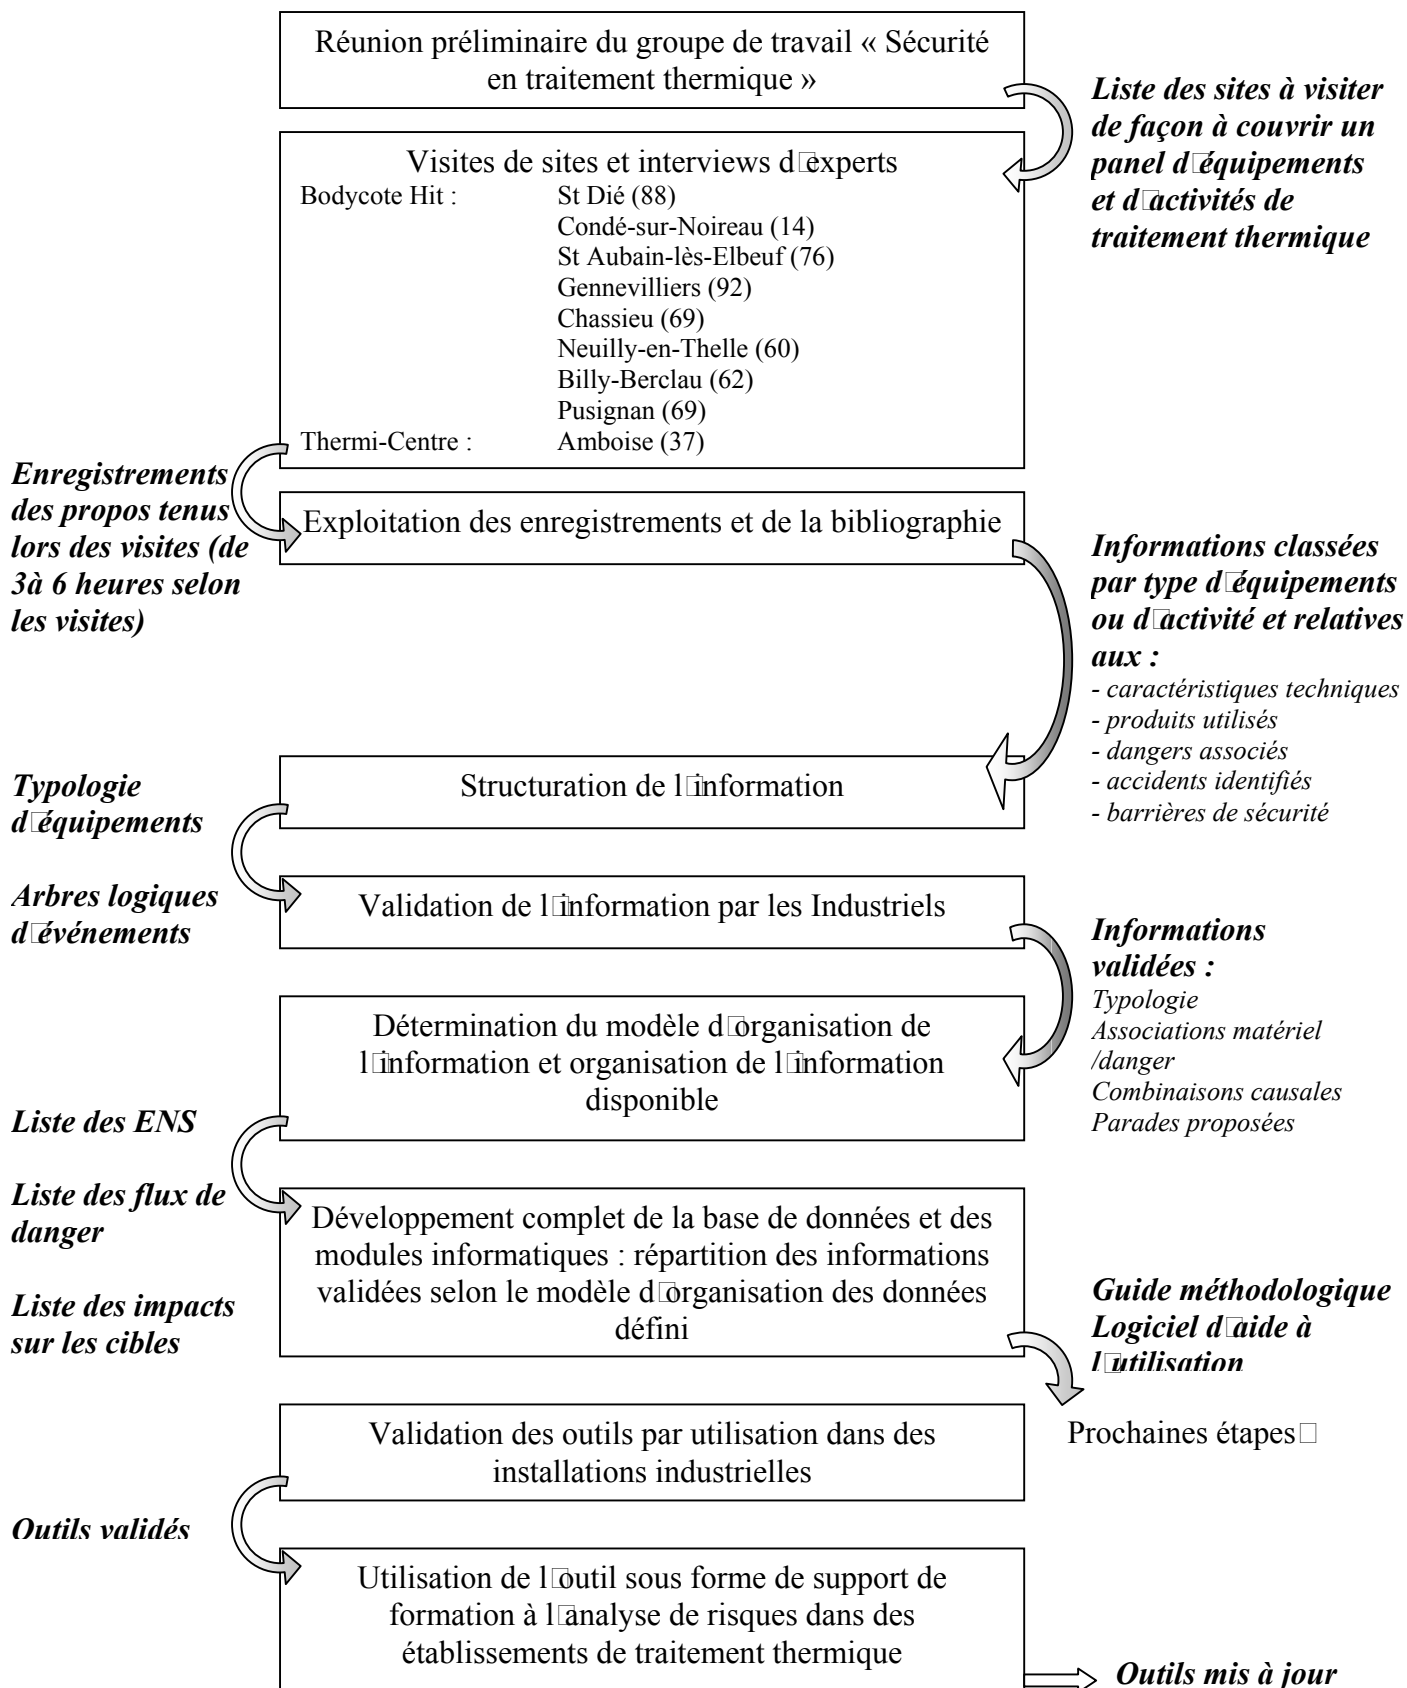 Réunion préliminaire du groupe de travail « Sécurité
en traitement thermique »
Liste des sites à visiter
de façon à couvrir un
panel d□équipements
et d□activités de
traitement thermique
Visites de sites et interviews d□experts
Bodycote Hit : St Dié (88)
Condé-sur-Noireau (14)
St Aubain-lès-Elbeuf (76)
Gennevilliers (92)
Chassieu (69)
Neuilly-en-Thelle (60)
Billy-Berclau (62)
Pusignan (69)
Thermi-Centre : Amboise (37)
Enregistrements
des propos tenus
lors des visites (de
3à 6 heures selon
les visites)
Exploitation des enregistrements et de la bibliographie
Informations classées
par type d□équipements
ou d□activité et relatives
aux :
- caractéristiques techniques
- produits utilisés
- dangers associés
- accidents identifiés
- barrières de sécurité
Structuration de l□information
Typologie
d□équipements
Arbres logiques
d□événements
Validation de l□information par les Industriels
Informations
validées :
Typologie
Associations matériel
/danger
Combinaisons causales
Parades proposées
Détermination du modèle d□organisation de
l□information et organisation de l□information
disponible
Liste des ENS
Liste des flux de
danger
Liste des impacts
sur les cibles
Développement complet de la base de données et des
modules informatiques : répartition des informations
validées selon le modèle d□organisation des données
défini
Guide méthodologique
Logiciel d□aide à
l□utilisation
Prochaines étapes□
Validation des outils par utilisation dans des
installations industrielles
Outils validés
Utilisation de l□outil sous forme de support de
formation à l□analyse de risques dans des
établissements de traitement thermique
Outils mis à jour